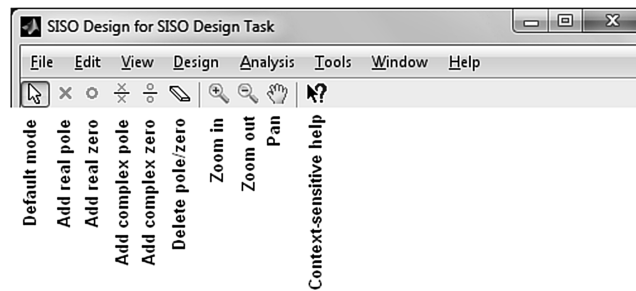 SISO Design for SISO Design Task
File Edit View Design Analysis Tools Window Help
Default mode
Add real pole
Add real zero
Add complex pole
Add complex zero
Delete pole/zero
Zoom in
Zoom out
Pan
Context-sensitive help